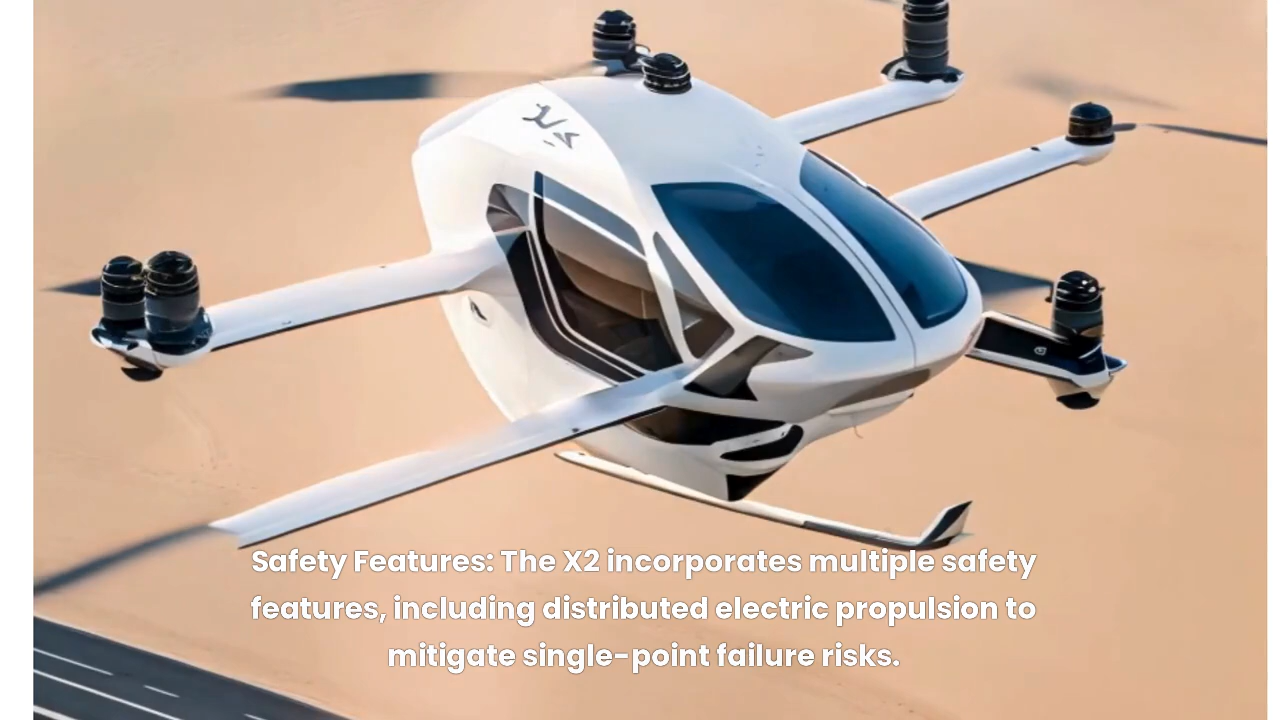 Safety Features: The X2 incorporates multiple safety
features, including distributed electric propulsion to
mitigate single-point failure risks.